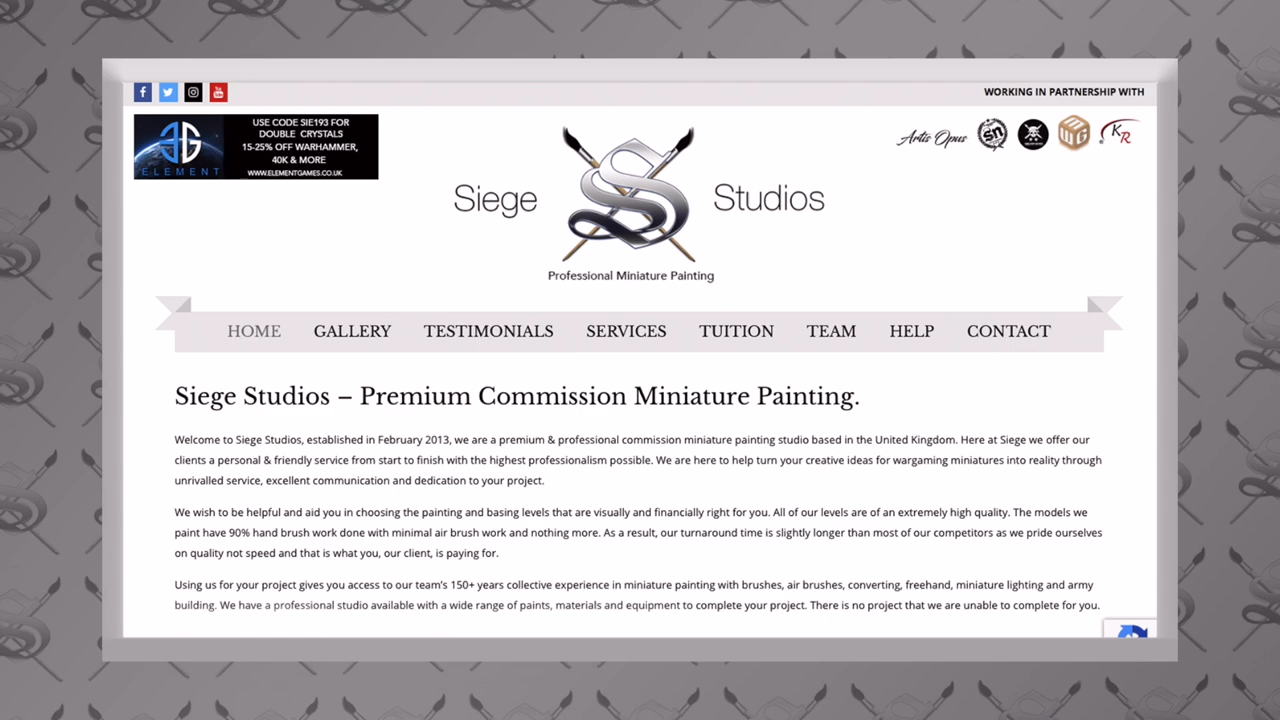 WORKING IN PARTNERSHIP WITH
USE CODE SIE193 FOR
DOUBLE CRYSTALS
15-25% OFF WARHAMMER,
40K & MORE
WWW.ELEMENTGAMES.CO.UK
ELEMENT
Artis Opus
KR
Siege
Studios
Professional Miniature Painting
HOME GALLERY TESTIMONIALS SERVICES TUITION TEAM HELP CONTACT
Siege Studios – Premium Commission Miniature Painting.
Welcome to Siege Studios, established in February 2013, we are a premium & professional commission miniature painting studio based in the United Kingdom. Here at Siege we offer our
clients a personal & friendly service from start to finish with the highest professionalism possible. We are here to help turn your creative ideas for wargaming miniatures into reality through
unrivalled service, excellent communication and dedication to your project.
We wish to be helpful and aid you in choosing the painting and basing levels that are visually and financially right for you. All of our levels are of an extremely high quality. The models we
paint have 90% hand brush work done with minimal air brush work and nothing more. As a result, our turnaround time is slightly longer than most of our competitors as we pride ourselves
on quality not speed and that is what you, our client, is paying for.
Using us for your project gives you access to our team’s 150+ years collective experience in miniature painting with brushes, air brushes, converting, freehand, miniature lighting and army
building. We have a professional studio available with a wide range of paints, materials and equipment to complete your project. There is no project that we are unable to complete for you.